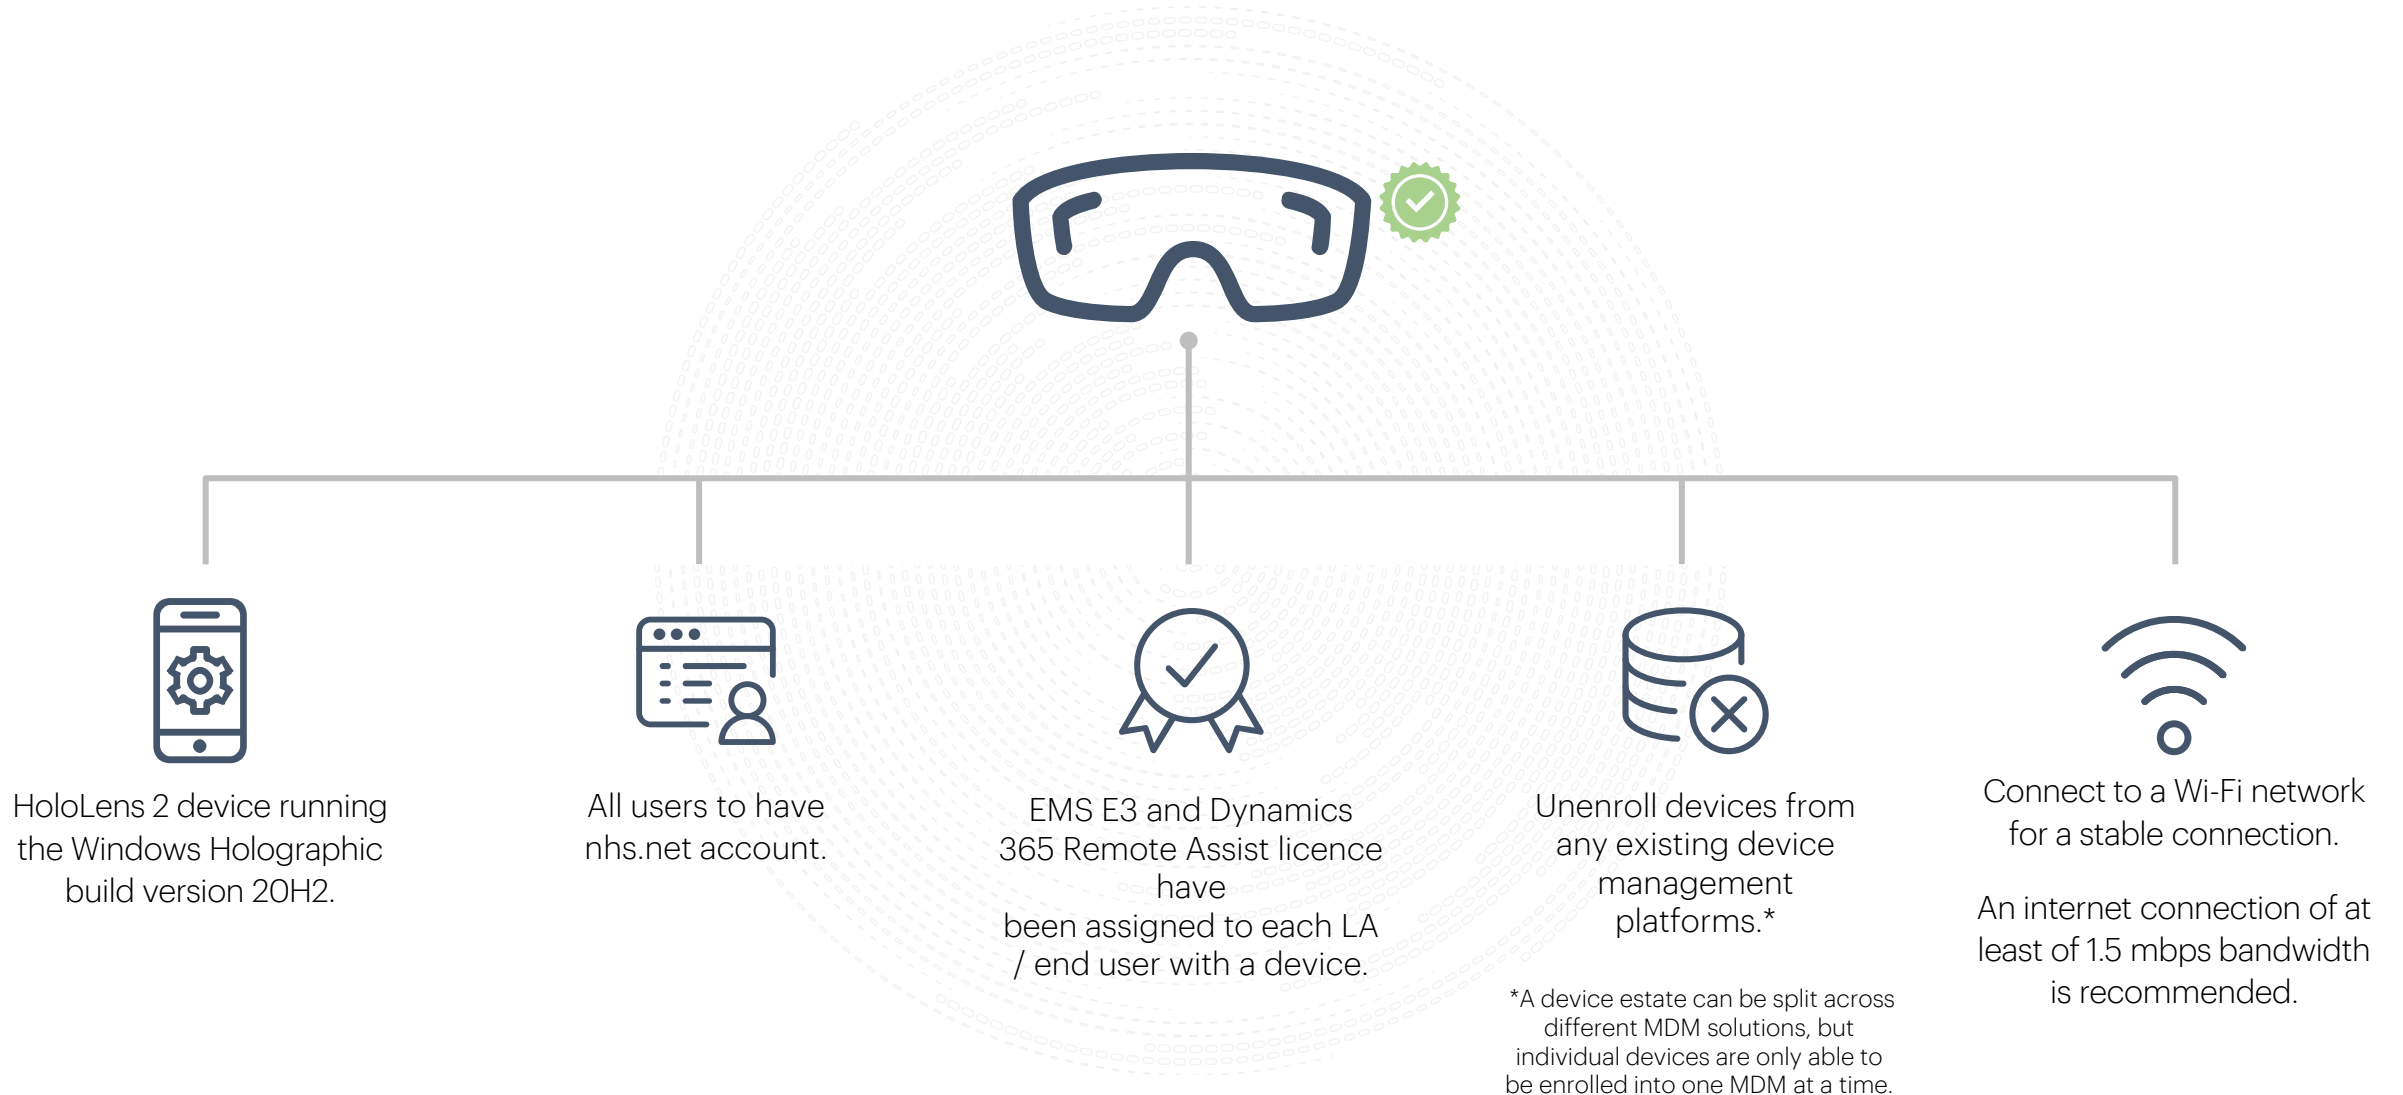 HoloLens 2 device running
the Windows Holographic
build version 20H2.
All users to have
nhs.net account.
EMS E3 and Dynamics
365 Remote Assist licence
have
been assigned to each LA
/ end user with a device.
Unenroll devices from
any existing device
management
platforms.*
*A device estate can be split across
different MDM solutions, but
individual devices are only able to
be enrolled into one MDM at a time.
Connect to a Wi-Fi network
for a stable connection.
An internet connection of at
least of 1.5 mbps bandwidth
is recommended.